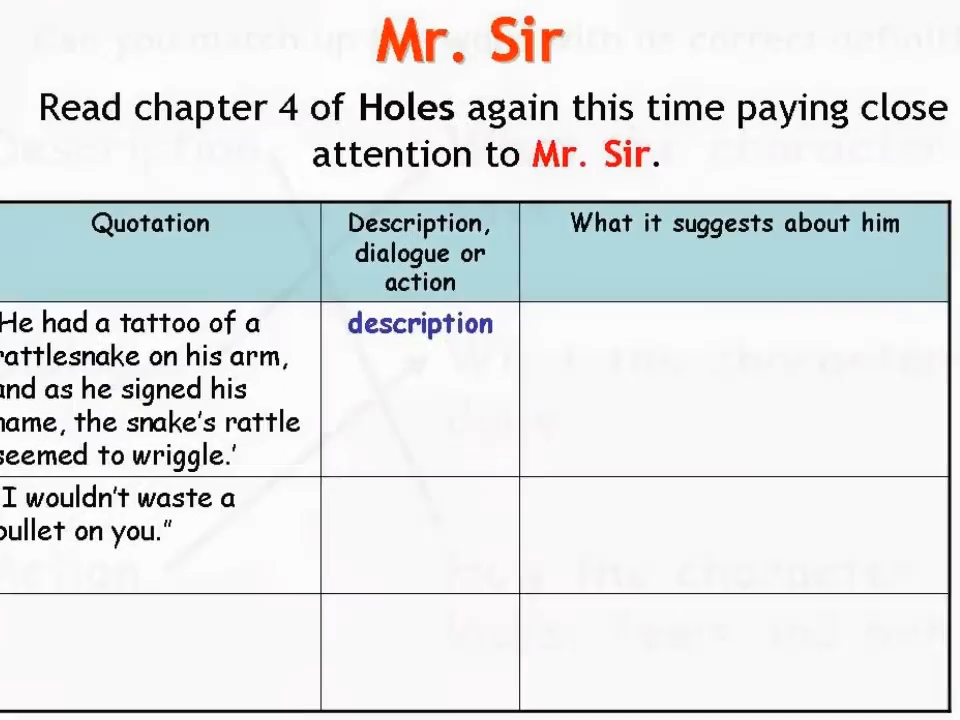 Mr. Sir
Read chapter 4 of Holes again this time paying close
attention to Mr. Sir.
Quotation
Description,
dialogue or
action
What it suggests about him
He had a tattoo of a
rattlesnake on his arm,
and as he signed his
name, the snake's rattle
seemed to wriggle.'
description
I wouldn't waste a
bullet on you."